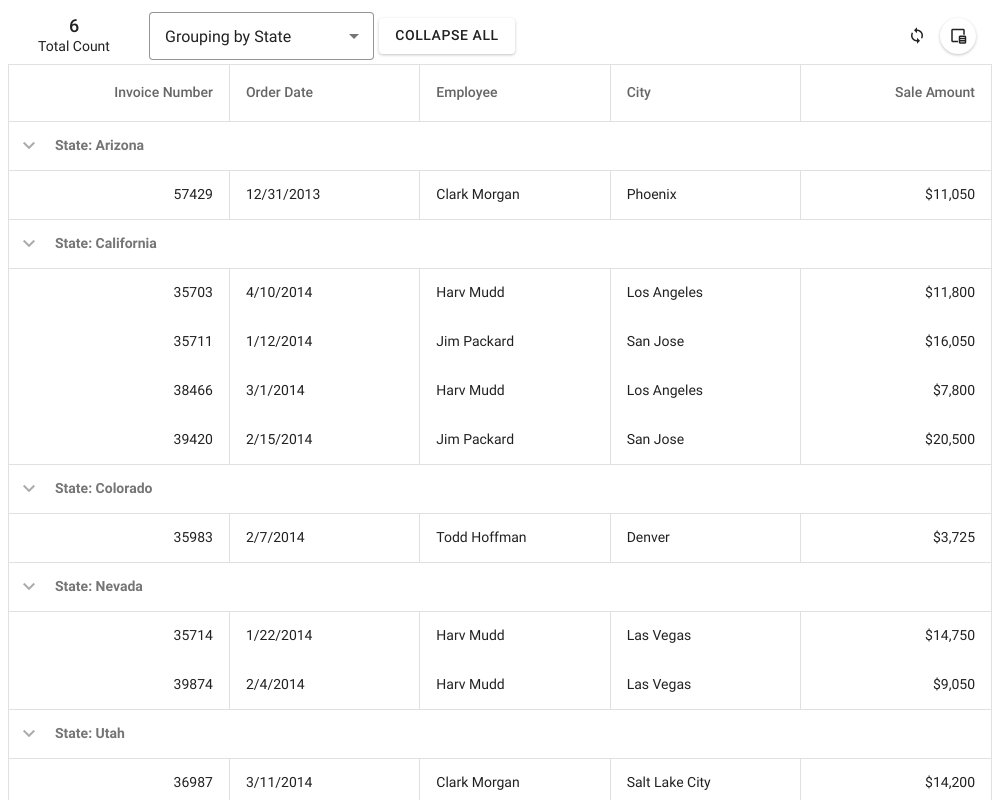 6
Total Count
Grouping by State
COLLAPSE ALL
Invoice Number Order Date Employee City Sale Amount
State: Arizona
57429 12/31/2013 Clark Morgan Phoenix $11,050
State: California
35703 4/10/2014 Harv Mudd Los Angeles $11,800
35711 1/12/2014 Jim Packard San Jose $16,050
38466 3/1/2014 Harv Mudd Los Angeles $7,800
39420 2/15/2014 Jim Packard San Jose $20,500
State: Colorado
35983 2/7/2014 Todd Hoffman Denver $3,725
State: Nevada
35714 1/22/2014 Harv Mudd Las Vegas $14,750
39874 2/4/2014 Harv Mudd Las Vegas $9,050
State: Utah
36987 3/11/2014 Clark Morgan Salt Lake City $14,200